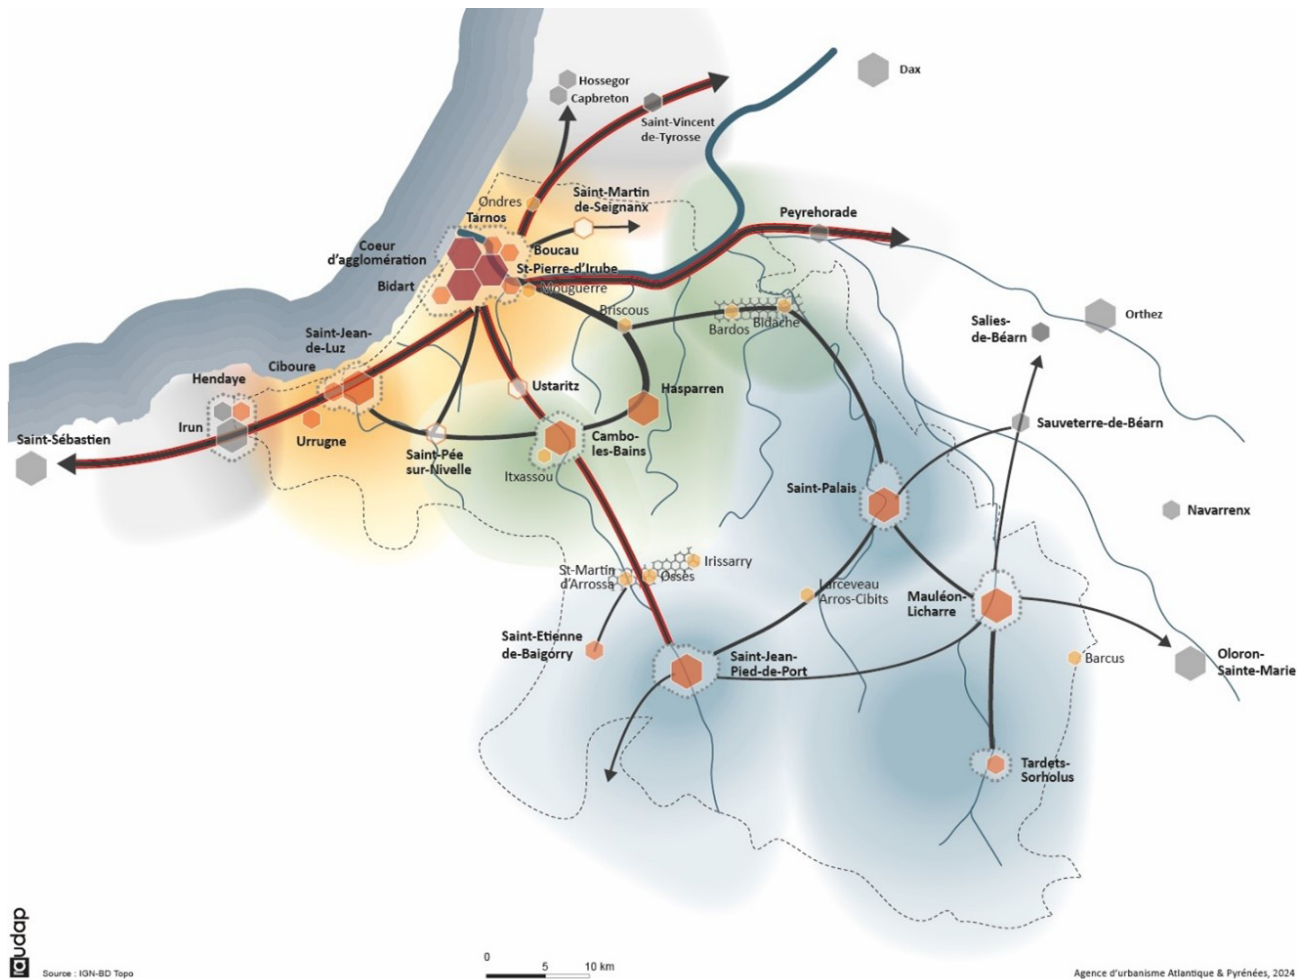 Dax
Hossegor
Capbreton
Saint-Vincent
de-Tyrosse
Ondres
Saint-Martin
de-Seignanx
Tarnos
Peyrehorade
Coeur
d'agglomération
Boucau
St-Pierre-d'Irube
Bidart
Mouguerre
Briscous
Bardos
Bidache
Salies-
de-Béarn
Orthez
Saint-Jean-
de-Luz
Ciboure
Hendaye
Ustaritz
Hasparren
Irun
Urrugne
Saint-Sébastien
Saint-Pée
sur-Nivelle
Cambo-
les-Bains
Itxassou
Sauveterre-de-Béarn
Saint-Palais
Navarrenx
St-Martin
d'Arrossa
Øssès
Irissarry
Larceveau
Arros-Cibits
Mauléon-
Licharre
Saint-Etienne
de-Baigorry
Saint-Jean-
Pied-de-Port
Barcus
Oloron-
Sainte-Marie
Tardets-
Sorholus
audap
Source : IGN-BD Topo
0
5
10 km
Agence d'urbanisme Atlantique & Pyrénées, 2024